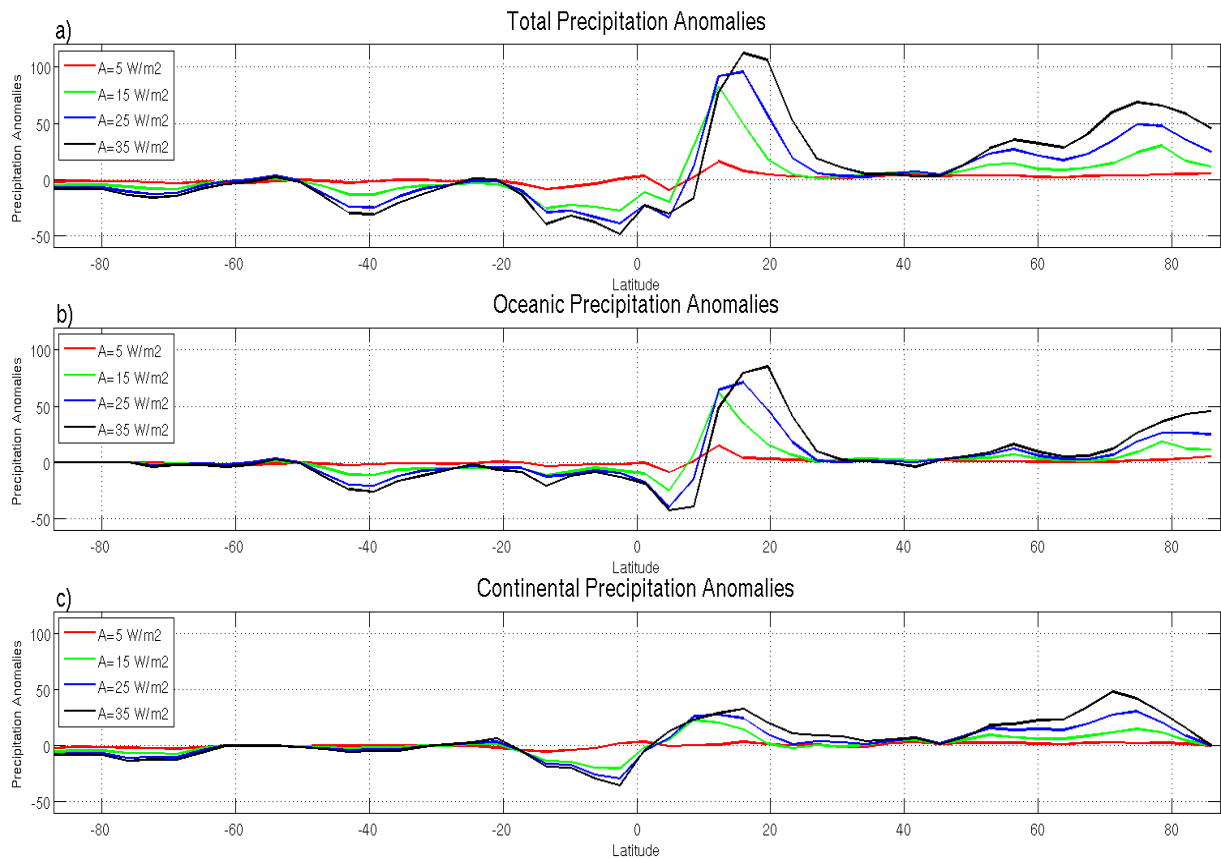 Total Precipitation Anomalies
a)
A=5 W/m2
A=15 W/m2
A=25 W/m2
A=35 W/m2
Precipitation Anomalies
100
50
0
-50
-80 -60 -40 -20 0 20 40 60 80
Latitude
Oceanic Precipitation Anomalies
b)
A=5 W/m2
A=15 W/m2
A=25 W/m2
A=35 W/m2
Precipitation Anomalies
100
50
0
-50
-80 -60 -40 -20 0 20 40 60 80
Latitude
Continental Precipitation Anomalies
c)
A=5 W/m2
A=15 W/m2
A=25 W/m2
A=35 W/m2
Precipitation Anomalies
100
50
0
-50
-80 -60 -40 -20 0 20 40 60 80
Latitude